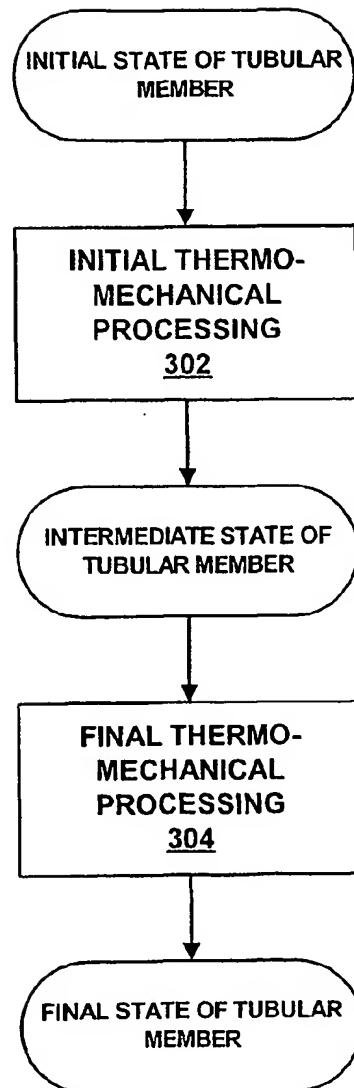 INITIAL STATE OF TUBULAR
MEMBER
INITIAL THERMO-
MECHANICAL
PROCESSING
302
INTERMEDIATE STATE OF
TUBULAR MEMBER
FINAL THERMO-
MECHANICAL
PROCESSING
304
FINAL STATE OF TUBULAR
MEMBER